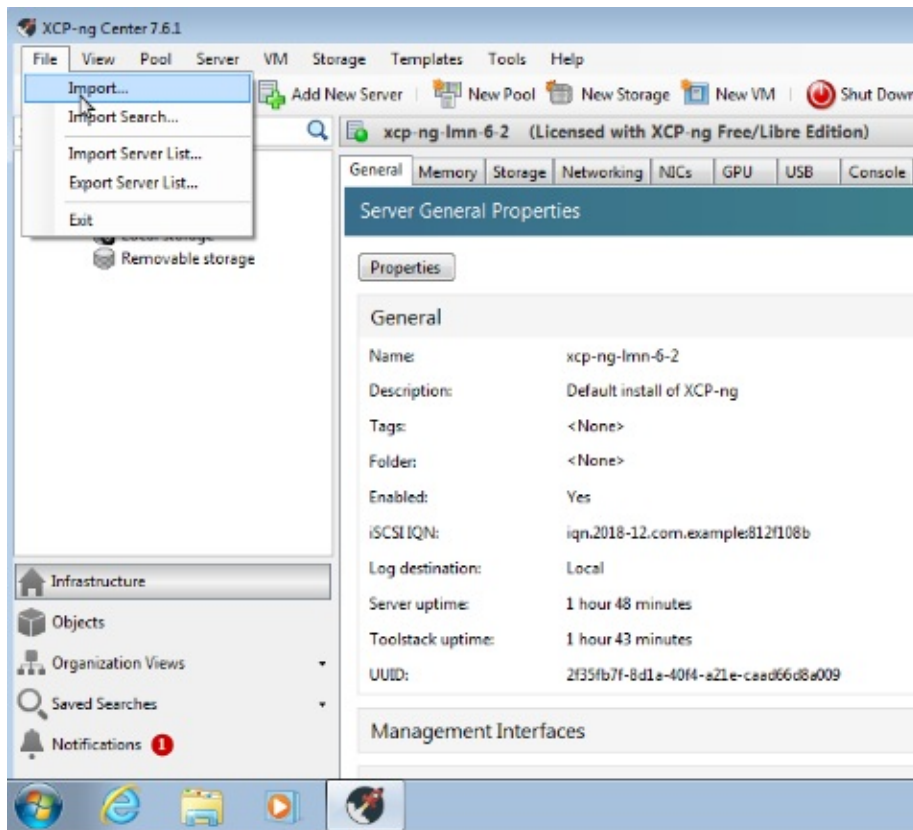 XCP-ng Center 7.6.1
File View Pool Server VM Storage Templates Tools Help
Import...
Import Search...
Import Server List...
Export Server List...
Exit
Add New Server New Pool New Storage New VM Shut Down
xcp-ng-lmn-6-2 (Licensed with XCP-ng Free/Libre Edition)
Local storage
Removable storage
General Memory Storage Networking NICs GPU USB Console
Server General Properties
Properties
General
Name: xcp-ng-lmn-6-2
Description: Default install of XCP-ng
Tags: <None>
Folder: <None>
Enabled: Yes
iSCSI IQN: iqn.2018-12.com.example:812f108b
Log destination: Local
Server uptime: 1 hour 48 minutes
Toolstack uptime: 1 hour 43 minutes
UUID: 2f35fb7f-8d1a-40f4-a21e-caad66d8a009
Management Interfaces
Infrastructure
Objects
Organization Views
Saved Searches
Notifications 1